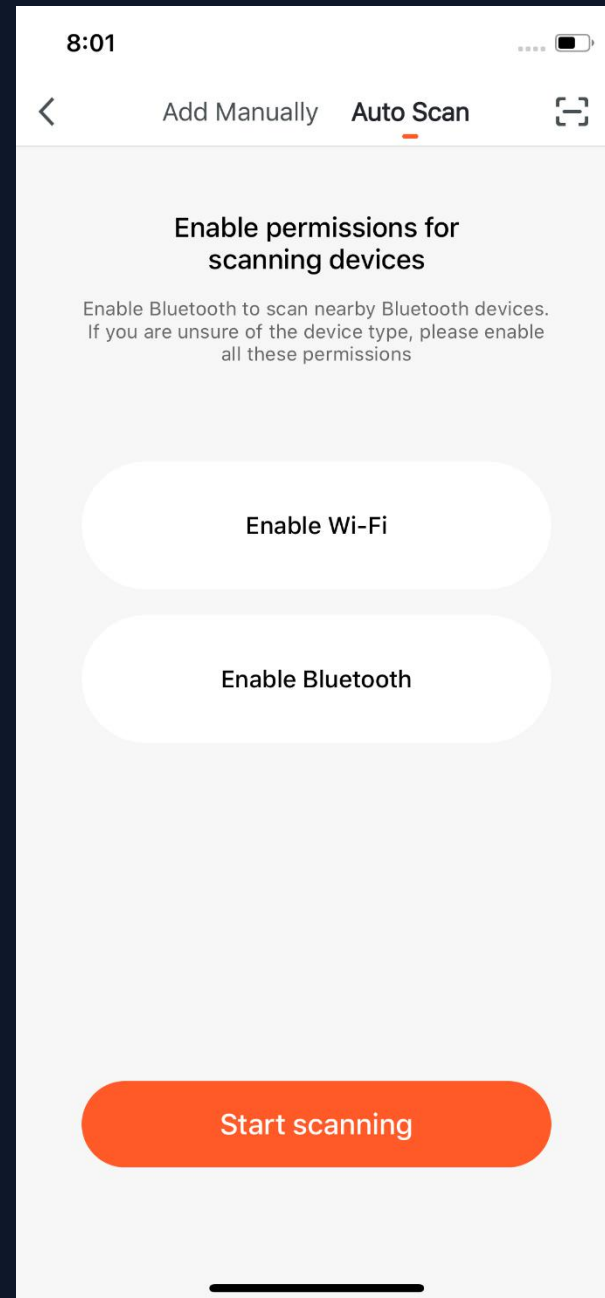 8:01
Add Manually Auto Scan
Enable permissions for
scanning devices
Enable Bluetooth to scan nearby Bluetooth devices.
If you are unsure of the device type, please enable
all these permissions
Enable Wi-Fi
Enable Bluetooth
Start scanning